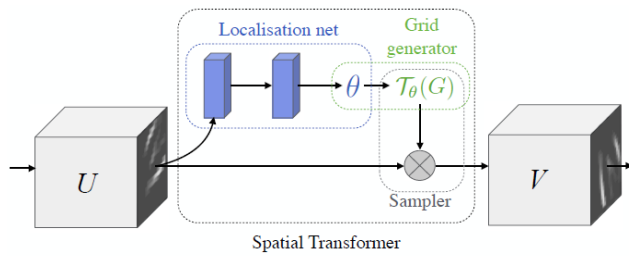 Localisation net
Grid
generator
θ
𝒯θ(G)
U
V
Sampler
Spatial Transformer